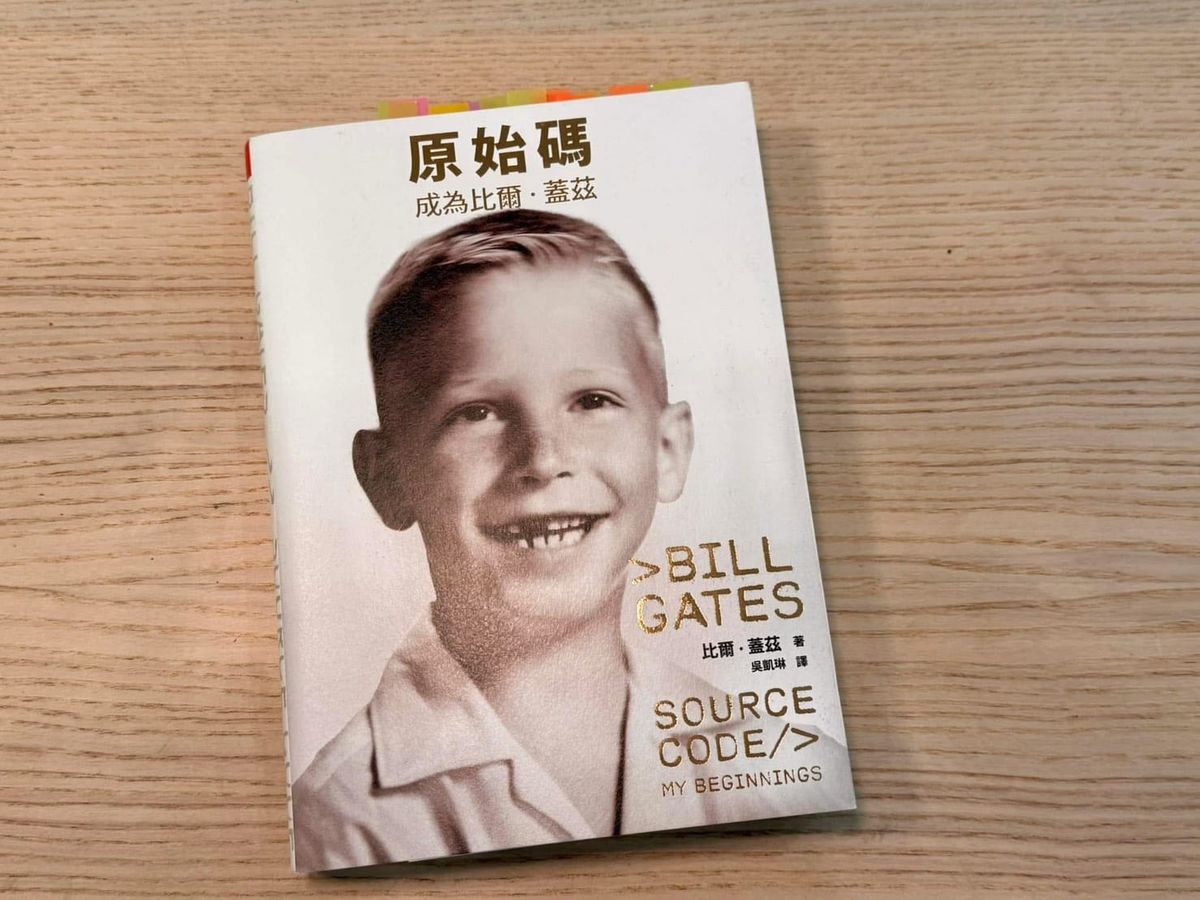 原始碼
成為比爾·蓋茲
>BILL
GATES
比爾·蓋茲 著
吳凱琳 譯
SOURCE
CODE/>
MY BEGINNINGS